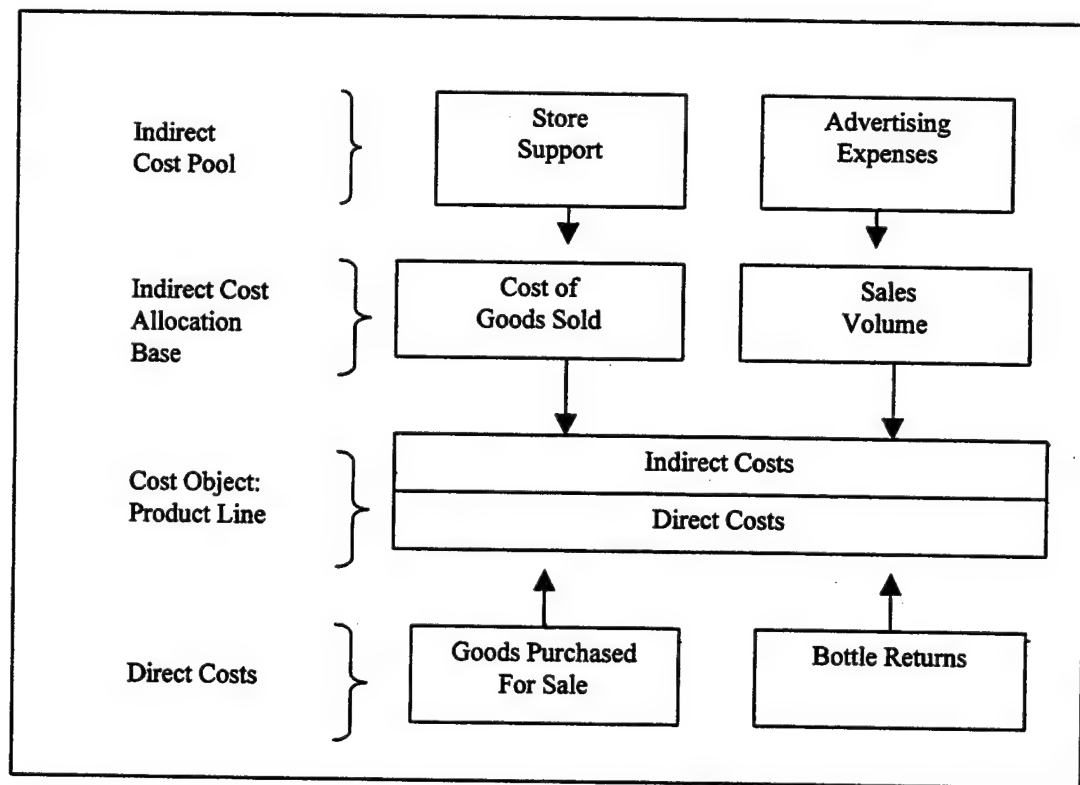 Indirect
Cost Pool
Store
Support
Advertising
Expenses
Indirect Cost
Allocation
Base
Cost of
Goods Sold
Sales
Volume
Cost Object:
Product Line
Indirect Costs
Direct Costs
Direct Costs
Goods Purchased
For Sale
Bottle Returns